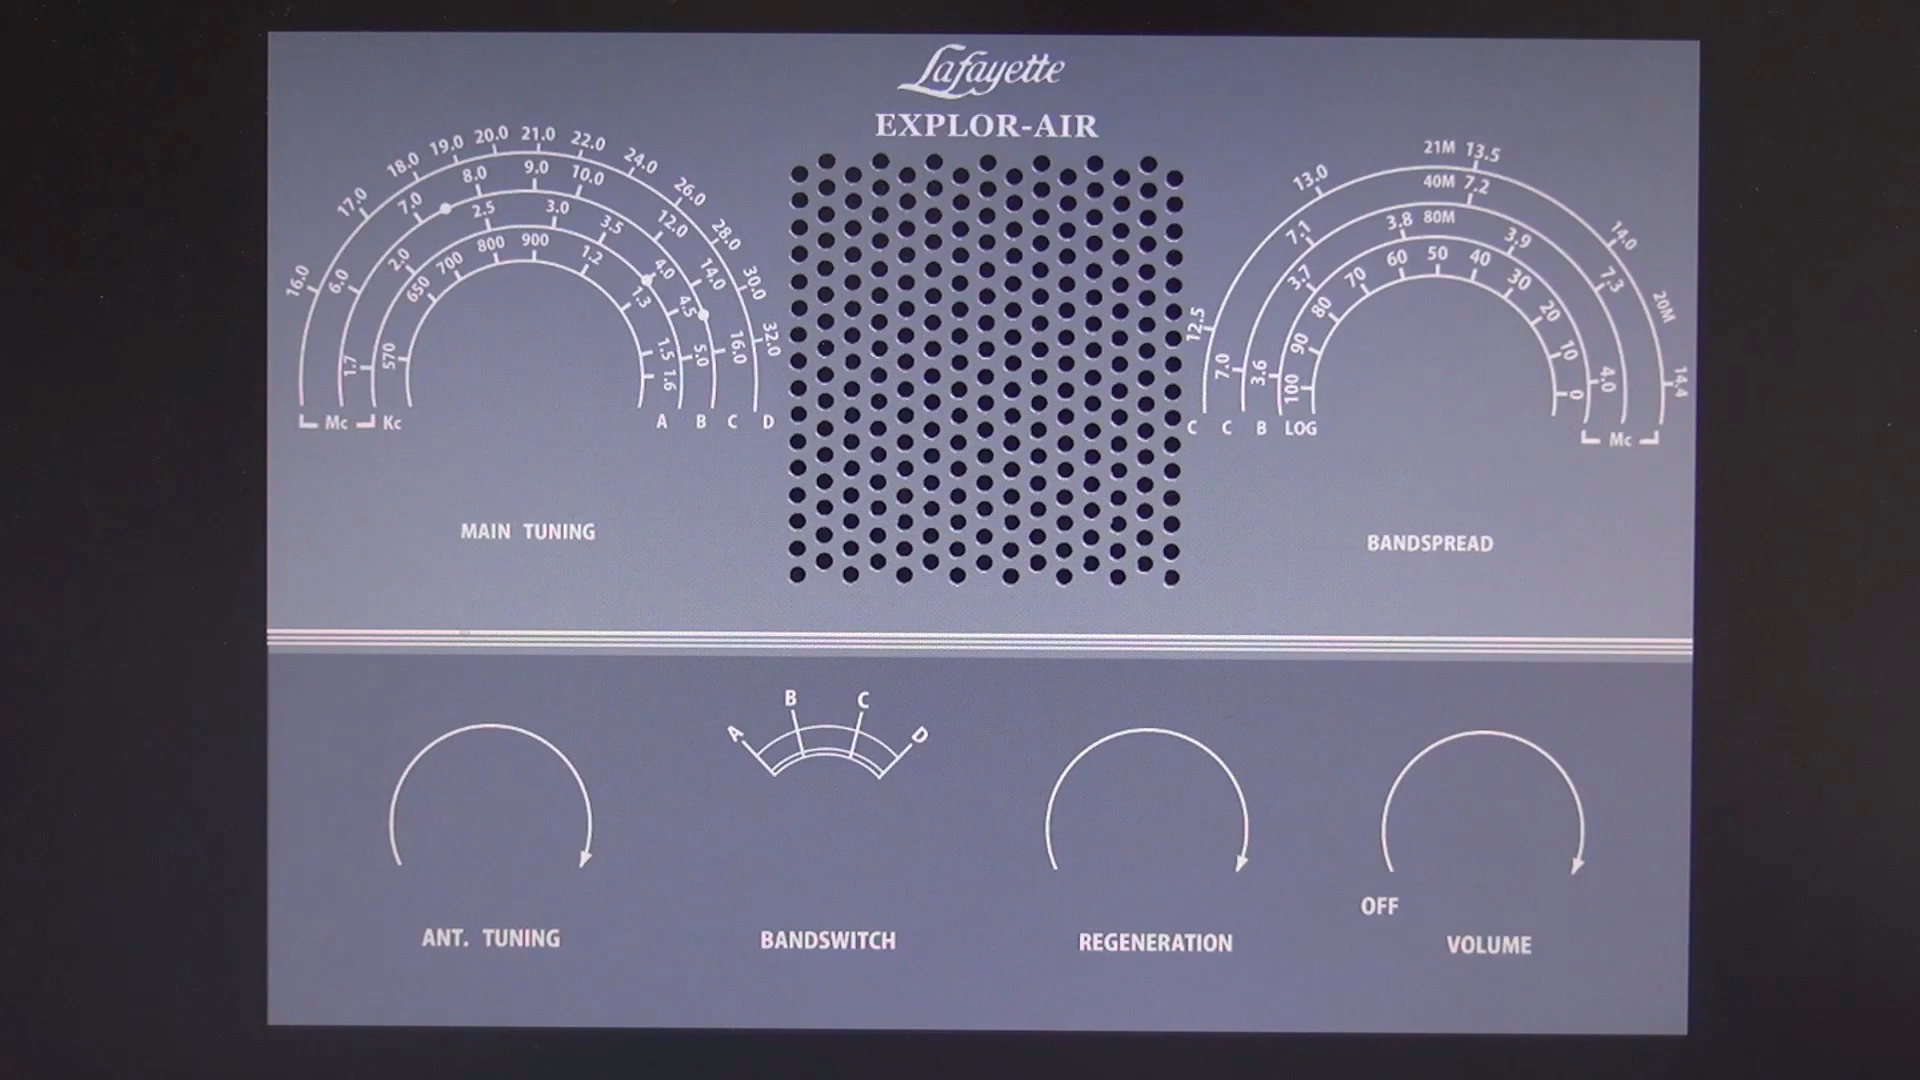 Lafayette
EXPLOR-AIR
16.0 17.0 18.0 19.0 20.0 21.0 22.0 24.0 26.0 28.0 30.0 32.0
6.0 7.0 8.0 9.0 10.0 12.0 14.0 16.0
1.7 2.0 2.5 3.0 3.5 4.0 4.5 5.0
570 650 700 800 900 1.2 1.3 1.5 1.6
Mc Kc A B C D
MAIN TUNING
21M
12.5 13.0 13.5 14.0 20M 14.4
40M
7.0 7.1 7.2 7.3
80M
3.6 3.7 3.8 3.9 4.0
100 90 80 70 60 50 40 30 20 10 0
C C B LOG Mc
BANDSPREAD
A B C D
OFF
ANT. TUNING
BANDSWITCH
REGENERATION
VOLUME